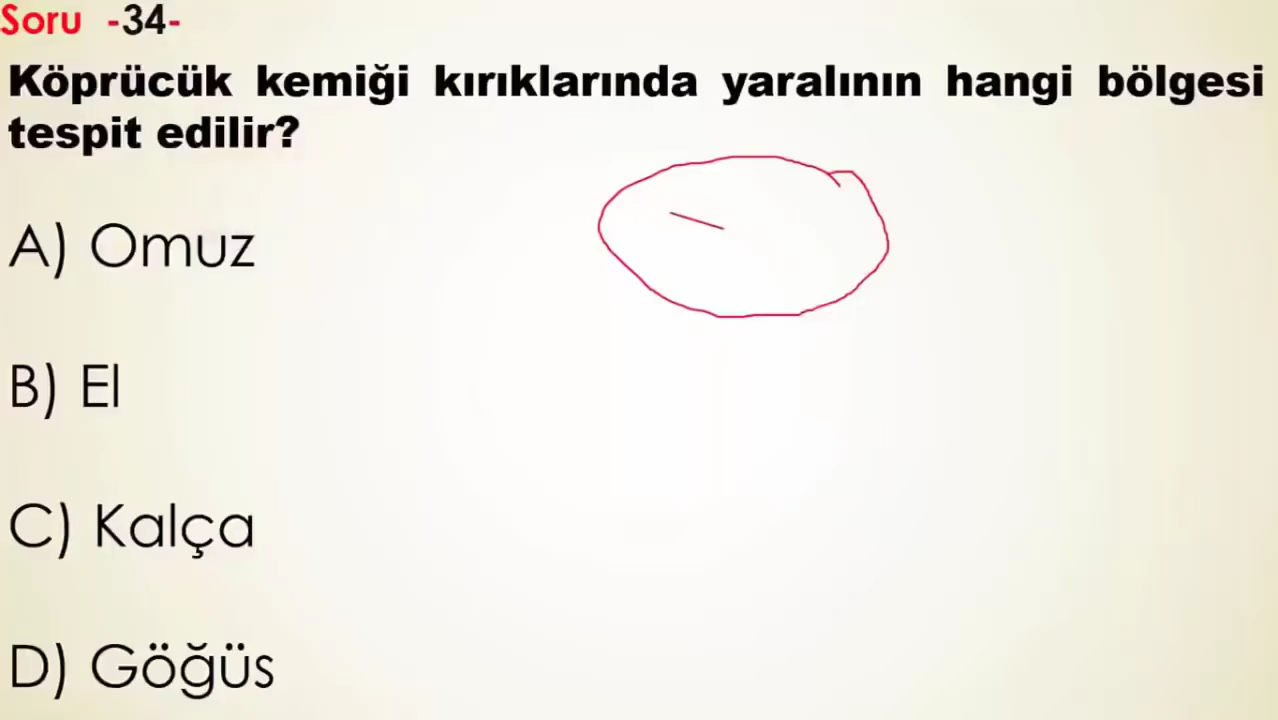 Soru -34-
Köprücük kemiği kırıklarında yaralının hangi bölgesi
tespit edilir?
A) Omuz
B) El
C) Kalça
D) Göğüs